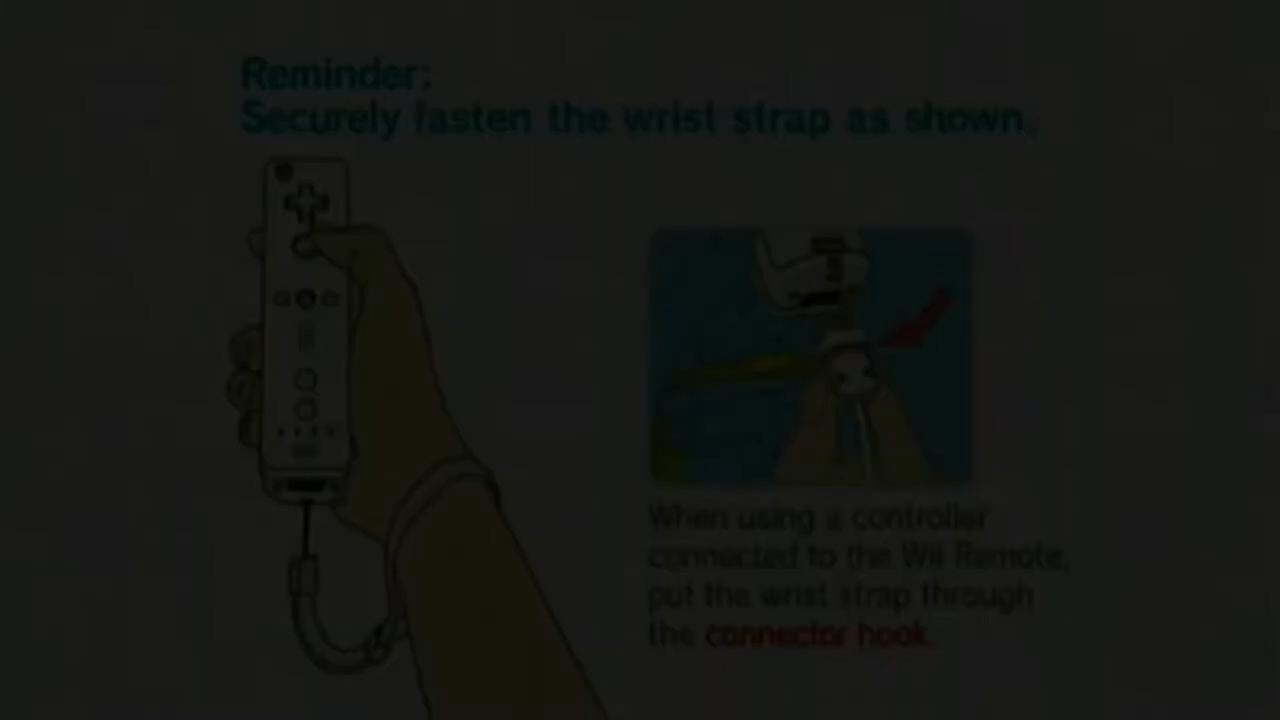 Reminder:
Securely fasten the wrist strap as shown.
When using a controller
connected to the Wii Remote,
put the wrist strap through
the connector hook.